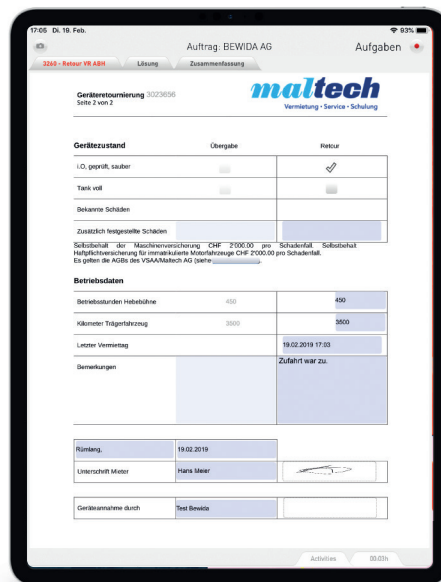 17:05 Di. 19. Feb.
93%
Auftrag: BEWIDA AG
Aufgaben
3260 - Retour VR ABH
Lösung
Zusammenfassung
Geräteretournierung 3023656
Seite 2 von 2
maltech
Vermietung • Service • Schulung
Gerätezustand Übergabe Retour
i.O, geprüft, sauber
Tank voll
Bekannte Schäden
Zusätzlich festgestellte Schäden
Selbstbehalt der Maschinenversicherung CHF 2'000.00 pro Schadenfall. Selbstbehalt
Haftpflichtversicherung für immatrikulierte Motorfahrzeuge CHF 2'000.00 pro Schadenfall.
Es gelten die AGBs des VSAA/Maltech AG (siehe
Betriebsdaten
Betriebsstunden Hebebühne 450 450
Kilometer Trägerfahrzeug 3500 3500
Letzter Vermiettag 19.02.2019 17:03
Bemerkungen Zufahrt war zu.
Rümlang, 19.02.2019
Unterschrift Mieter Hans Meier
Geräteannahme durch Test Bewida
Activities 00:03h